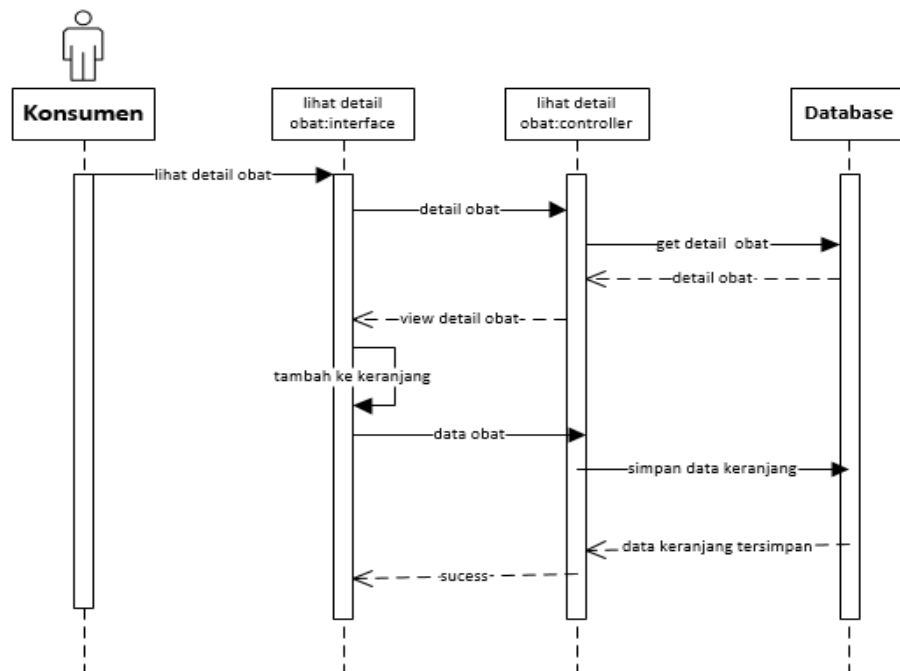 Konsumen
lihat detail
obat:interface
lihat detail
obat:controller
Database
lihat detail obat
detail obat
get detail obat
detail obat
view detail obat
tambah ke keranjang
data obat
simpan data keranjang
data keranjang tersimpan
sucess